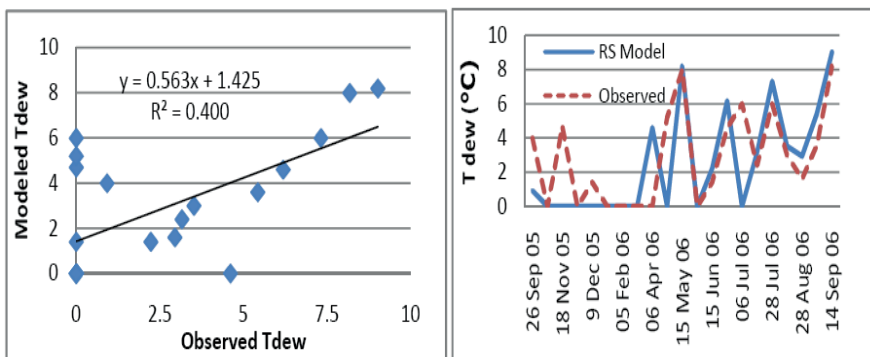 10
8
6
4
2
0
Modeled Tdew
y = 0.563x + 1.425
R² = 0.400
0
2.5
5
7.5
10
Observed Tdew
10
8
6
4
2
0
T dew (°C)
RS Model
Observed
26 Sep 05
18 Nov 05
9 Dec 05
05 Feb 06
06 Apr 06
15 May 06
15 Jun 06
06 Jul 06
28 Jul 06
28 Aug 06
14 Sep 06